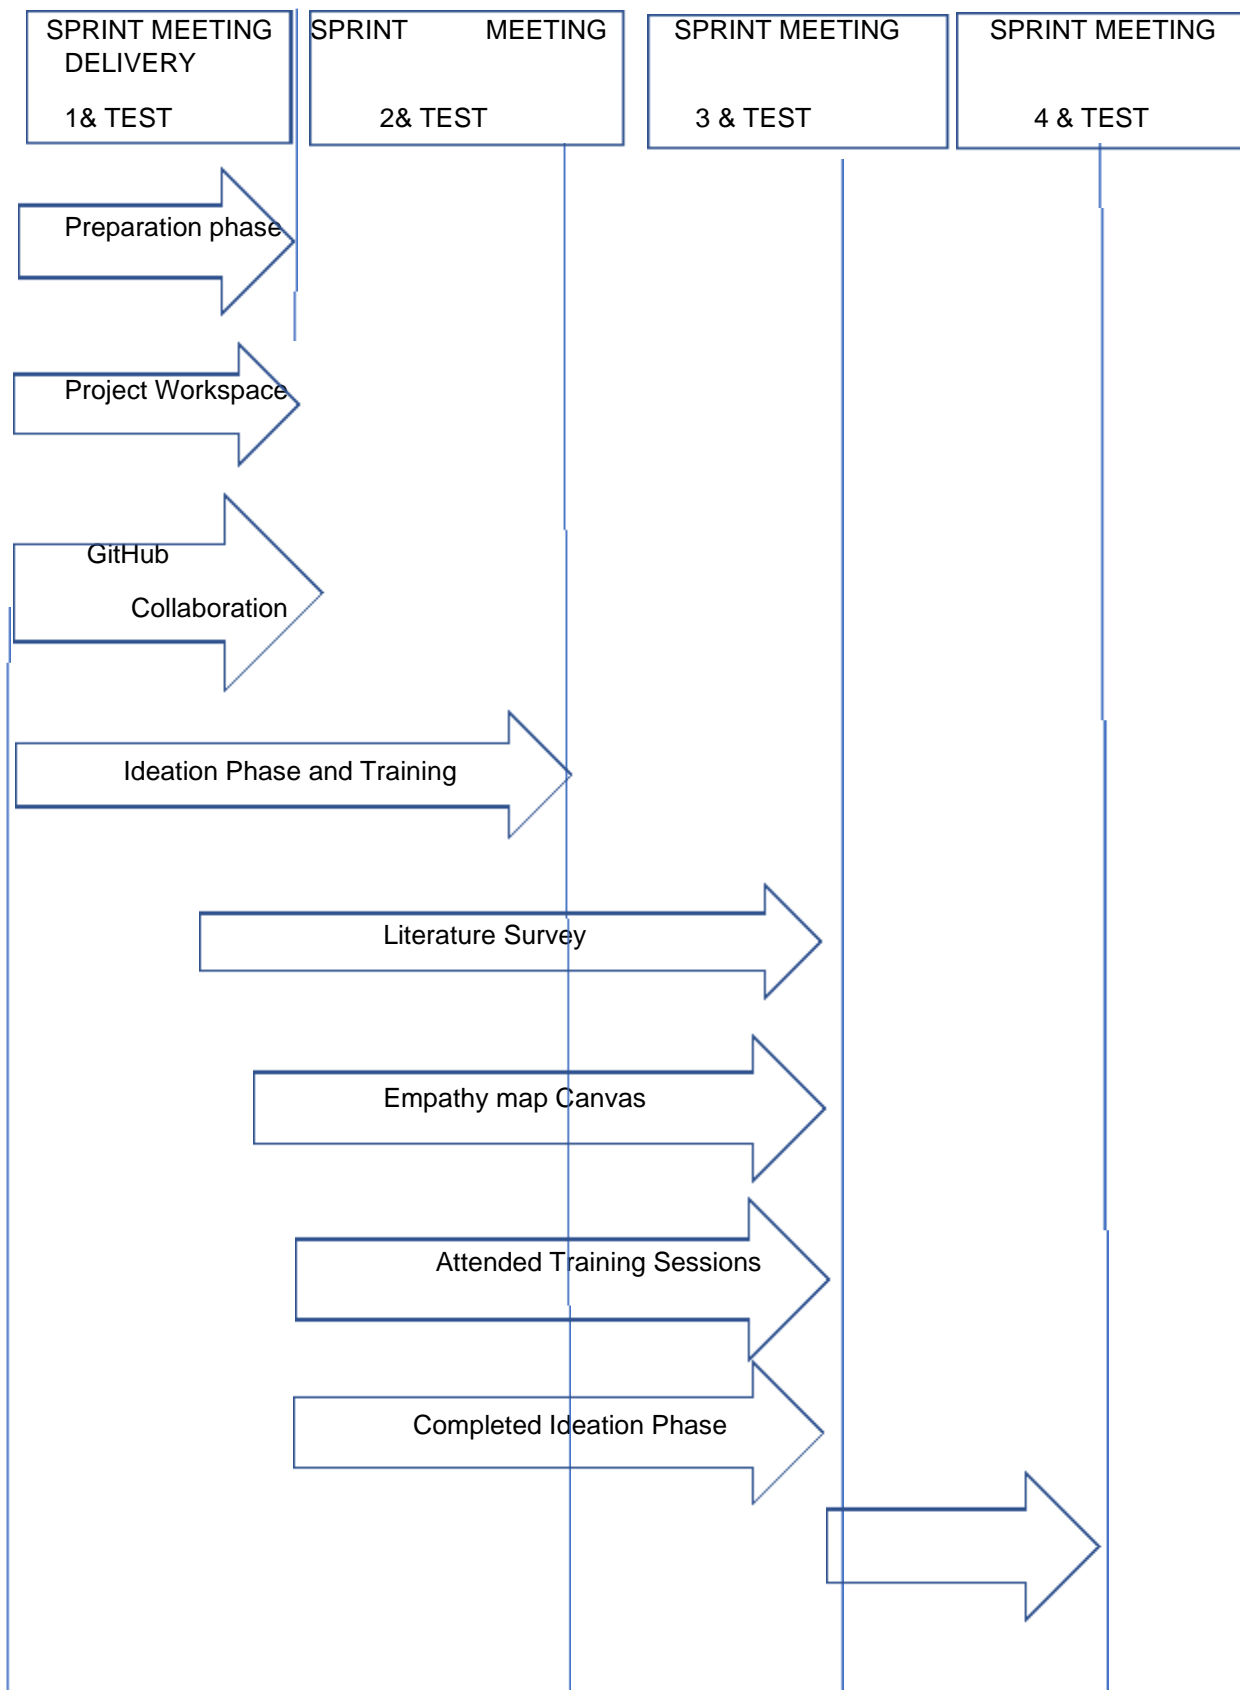 SPRINT MEETING DELIVERY
1& TEST
SPRINT MEETING
2& TEST
SPRINT MEETING
3 & TEST
SPRINT MEETING
4 & TEST
Preparation phase
Project Workspace
GitHub
Collaboration
Ideation Phase and Training
Literature Survey
Empathy map Canvas
Attended Training Sessions
Completed Ideation Phase